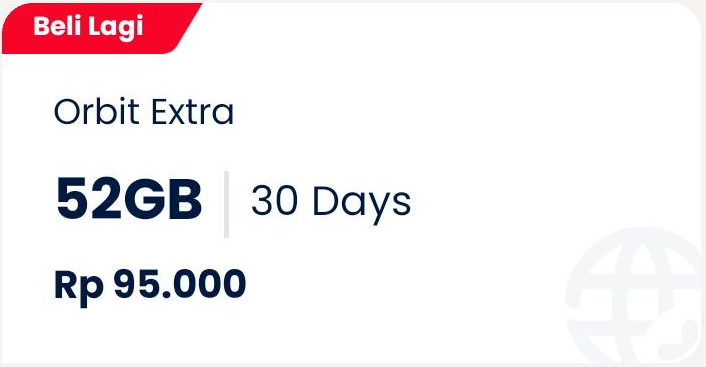 Beli Lagi
Orbit Extra
52GB 30 Days
Rp 95.000